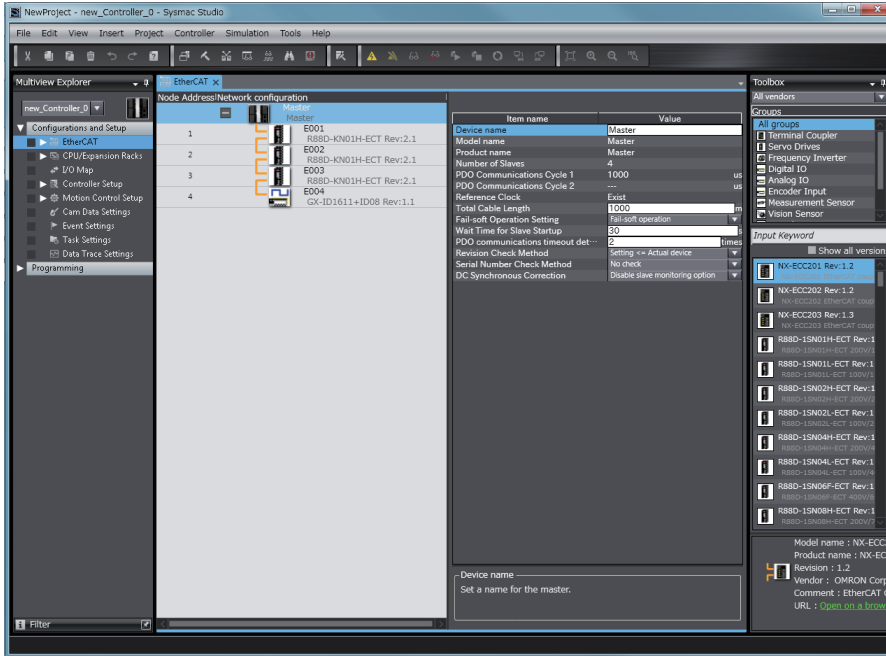 NewProject - new_Controller_0 - Sysmac Studio
File Edit View Insert Project Controller Simulation Tools Help
Multiview Explorer
new_Controller_0
Configurations and Setup
EtherCAT
CPU/Expansion Racks
I/O Map
Controller Setup
Motion Control Setup
Cam Data Settings
Event Settings
Task Settings
Data Trace Settings
Programming
Filter
EtherCAT
Node Address Network configuration
Master
Master
1 E001
R88D-KN01H-ECT Rev:2.1
2 E002
R88D-KN01H-ECT Rev:2.1
3 E003
R88D-KN01H-ECT Rev:2.1
4 E004
GX-ID1611+ID08 Rev:1.1
Item name Value
Device name Master
Model name Master
Product name Master
Number of Slaves 4
PDO Communications Cycle 1 1000 us
PDO Communications Cycle 2 --- us
Reference Clock Exist
Total Cable Length 1000 m
Fail-soft Operation Setting Fail-soft operation
Wait Time for Slave Startup 30 s
PDO communications timeout det··· 2 times
Revision Check Method Setting <= Actual device
Serial Number Check Method No check
DC Synchronous Correction Disable slave monitoring option
Device name
Set a name for the master.
Toolbox
All vendors
Groups
All groups
Terminal Coupler
Servo Drives
Frequency Inverter
Digital IO
Analog IO
Encoder Input
Measurement Sensor
Vision Sensor
Input Keyword
Show all version
NX-ECC201 Rev:1.2
NX-ECC202 Rev:1.2
NX-ECC202 EtherCAT coup
NX-ECC203 Rev:1.3
NX-ECC203 EtherCAT coup
R88D-1SN01H-ECT Rev:1
R88D-1SN01H-ECT 200V/1
R88D-1SN01L-ECT Rev:1
R88D-1SN01L-ECT 100V/1
R88D-1SN02H-ECT Rev:1
R88D-1SN02H-ECT 200V/2
R88D-1SN02L-ECT Rev:1
R88D-1SN02L-ECT 100V/2
R88D-1SN04H-ECT Rev:1
R88D-1SN04H-ECT 200V/4
R88D-1SN04L-ECT Rev:1
R88D-1SN04L-ECT 100V/4
R88D-1SN06F-ECT Rev:1
R88D-1SN06F-ECT 400V/6
R88D-1SN08H-ECT Rev:1
R88D-1SN08H-ECT 200V/7
Model name : NX-ECC
Product name : NX-EC
Revision : 1.2
Vendor : OMRON Corp
Comment : EtherCAT C
URL : Open on a brow